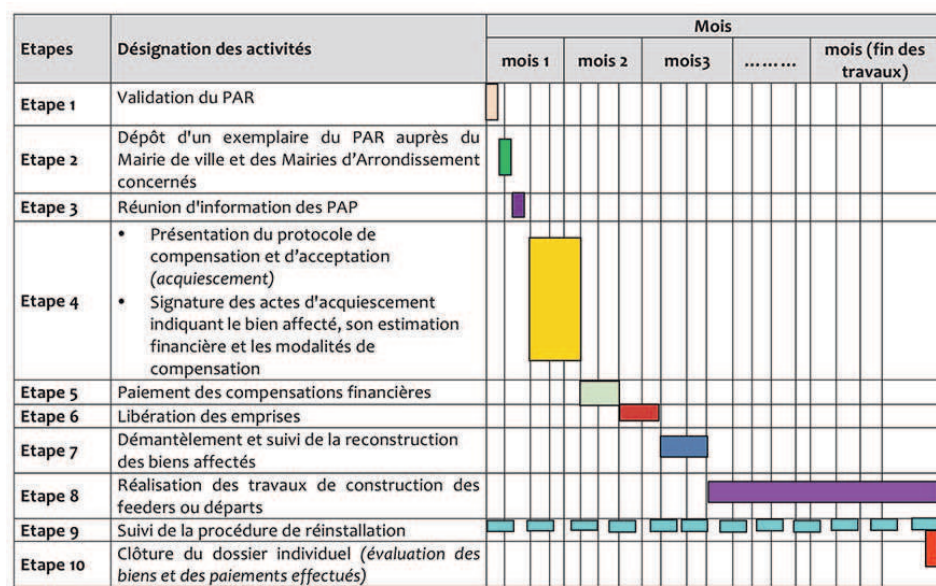 Etapes
Désignation des activités
Mois
mois 1
mois 2
mois3
………
mois (fin des
travaux)
Etape 1
Validation du PAR
Etape 2
Dépôt d'un exemplaire du PAR auprès du
Mairie de ville et des Mairies d'Arrondissement
concernés
Etape 3
Réunion d'information des PAP
Etape 4
• Présentation du protocole de
compensation et d'acceptation
(acquiescement)
• Signature des actes d'acquiescement
indiquant le bien affecté, son estimation
financière et les modalités de
compensation
Etape 5
Paiement des compensations financières
Etape 6
Libération des emprises
Etape 7
Démantèlement et suivi de la reconstruction
des biens affectés
Etape 8
Réalisation des travaux de construction des
feeders ou départs
Etape 9
Suivi de la procédure de réinstallation
Etape 10
Clôture du dossier individuel (évaluation des
biens et des paiements effectués)